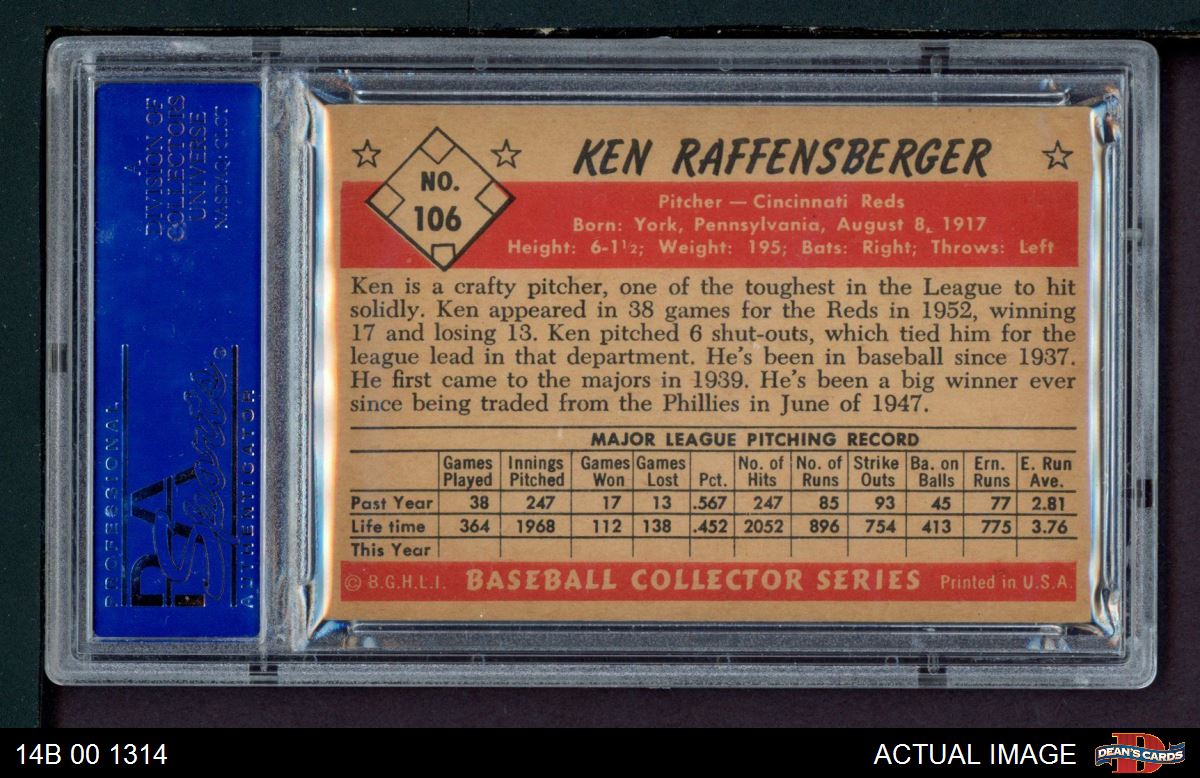 A
DIVISION OF
COLLECTORS
UNIVERSE
NASDAQ: CLCT
PROFESSIONAL
PSA
Sports
AUTHENTICATOR
NO.
106
KEN RAFFENSBERGER
Pitcher — Cincinnati Reds
Born: York, Pennsylvania, August 8, 1917
Height: 6-1½; Weight: 195; Bats: Right; Throws: Left
Ken is a crafty pitcher, one of the toughest in the League to hit
solidly. Ken appeared in 38 games for the Reds in 1952, winning
17 and losing 13. Ken pitched 6 shut-outs, which tied him for the
league lead in that department. He's been in baseball since 1937.
He first came to the majors in 1939. He's been a big winner ever
since being traded from the Phillies in June of 1947.
MAJOR LEAGUE PITCHING RECORD
Games Played Innings Pitched Games Won Games Lost Pct. No. of Hits No. of Runs Strike Outs Ba. on Balls Ern. Runs E. Run Ave.
Past Year 38 247 17 13 .567 247 85 93 45 77 2.81
Life time 364 1968 112 138 .452 2052 896 754 413 775 3.76
This Year
© B.G.H.L.I. BASEBALL COLLECTOR SERIES Printed in U.S.A.
14B 00 1314
ACTUAL IMAGE
DEAN'S CARDS